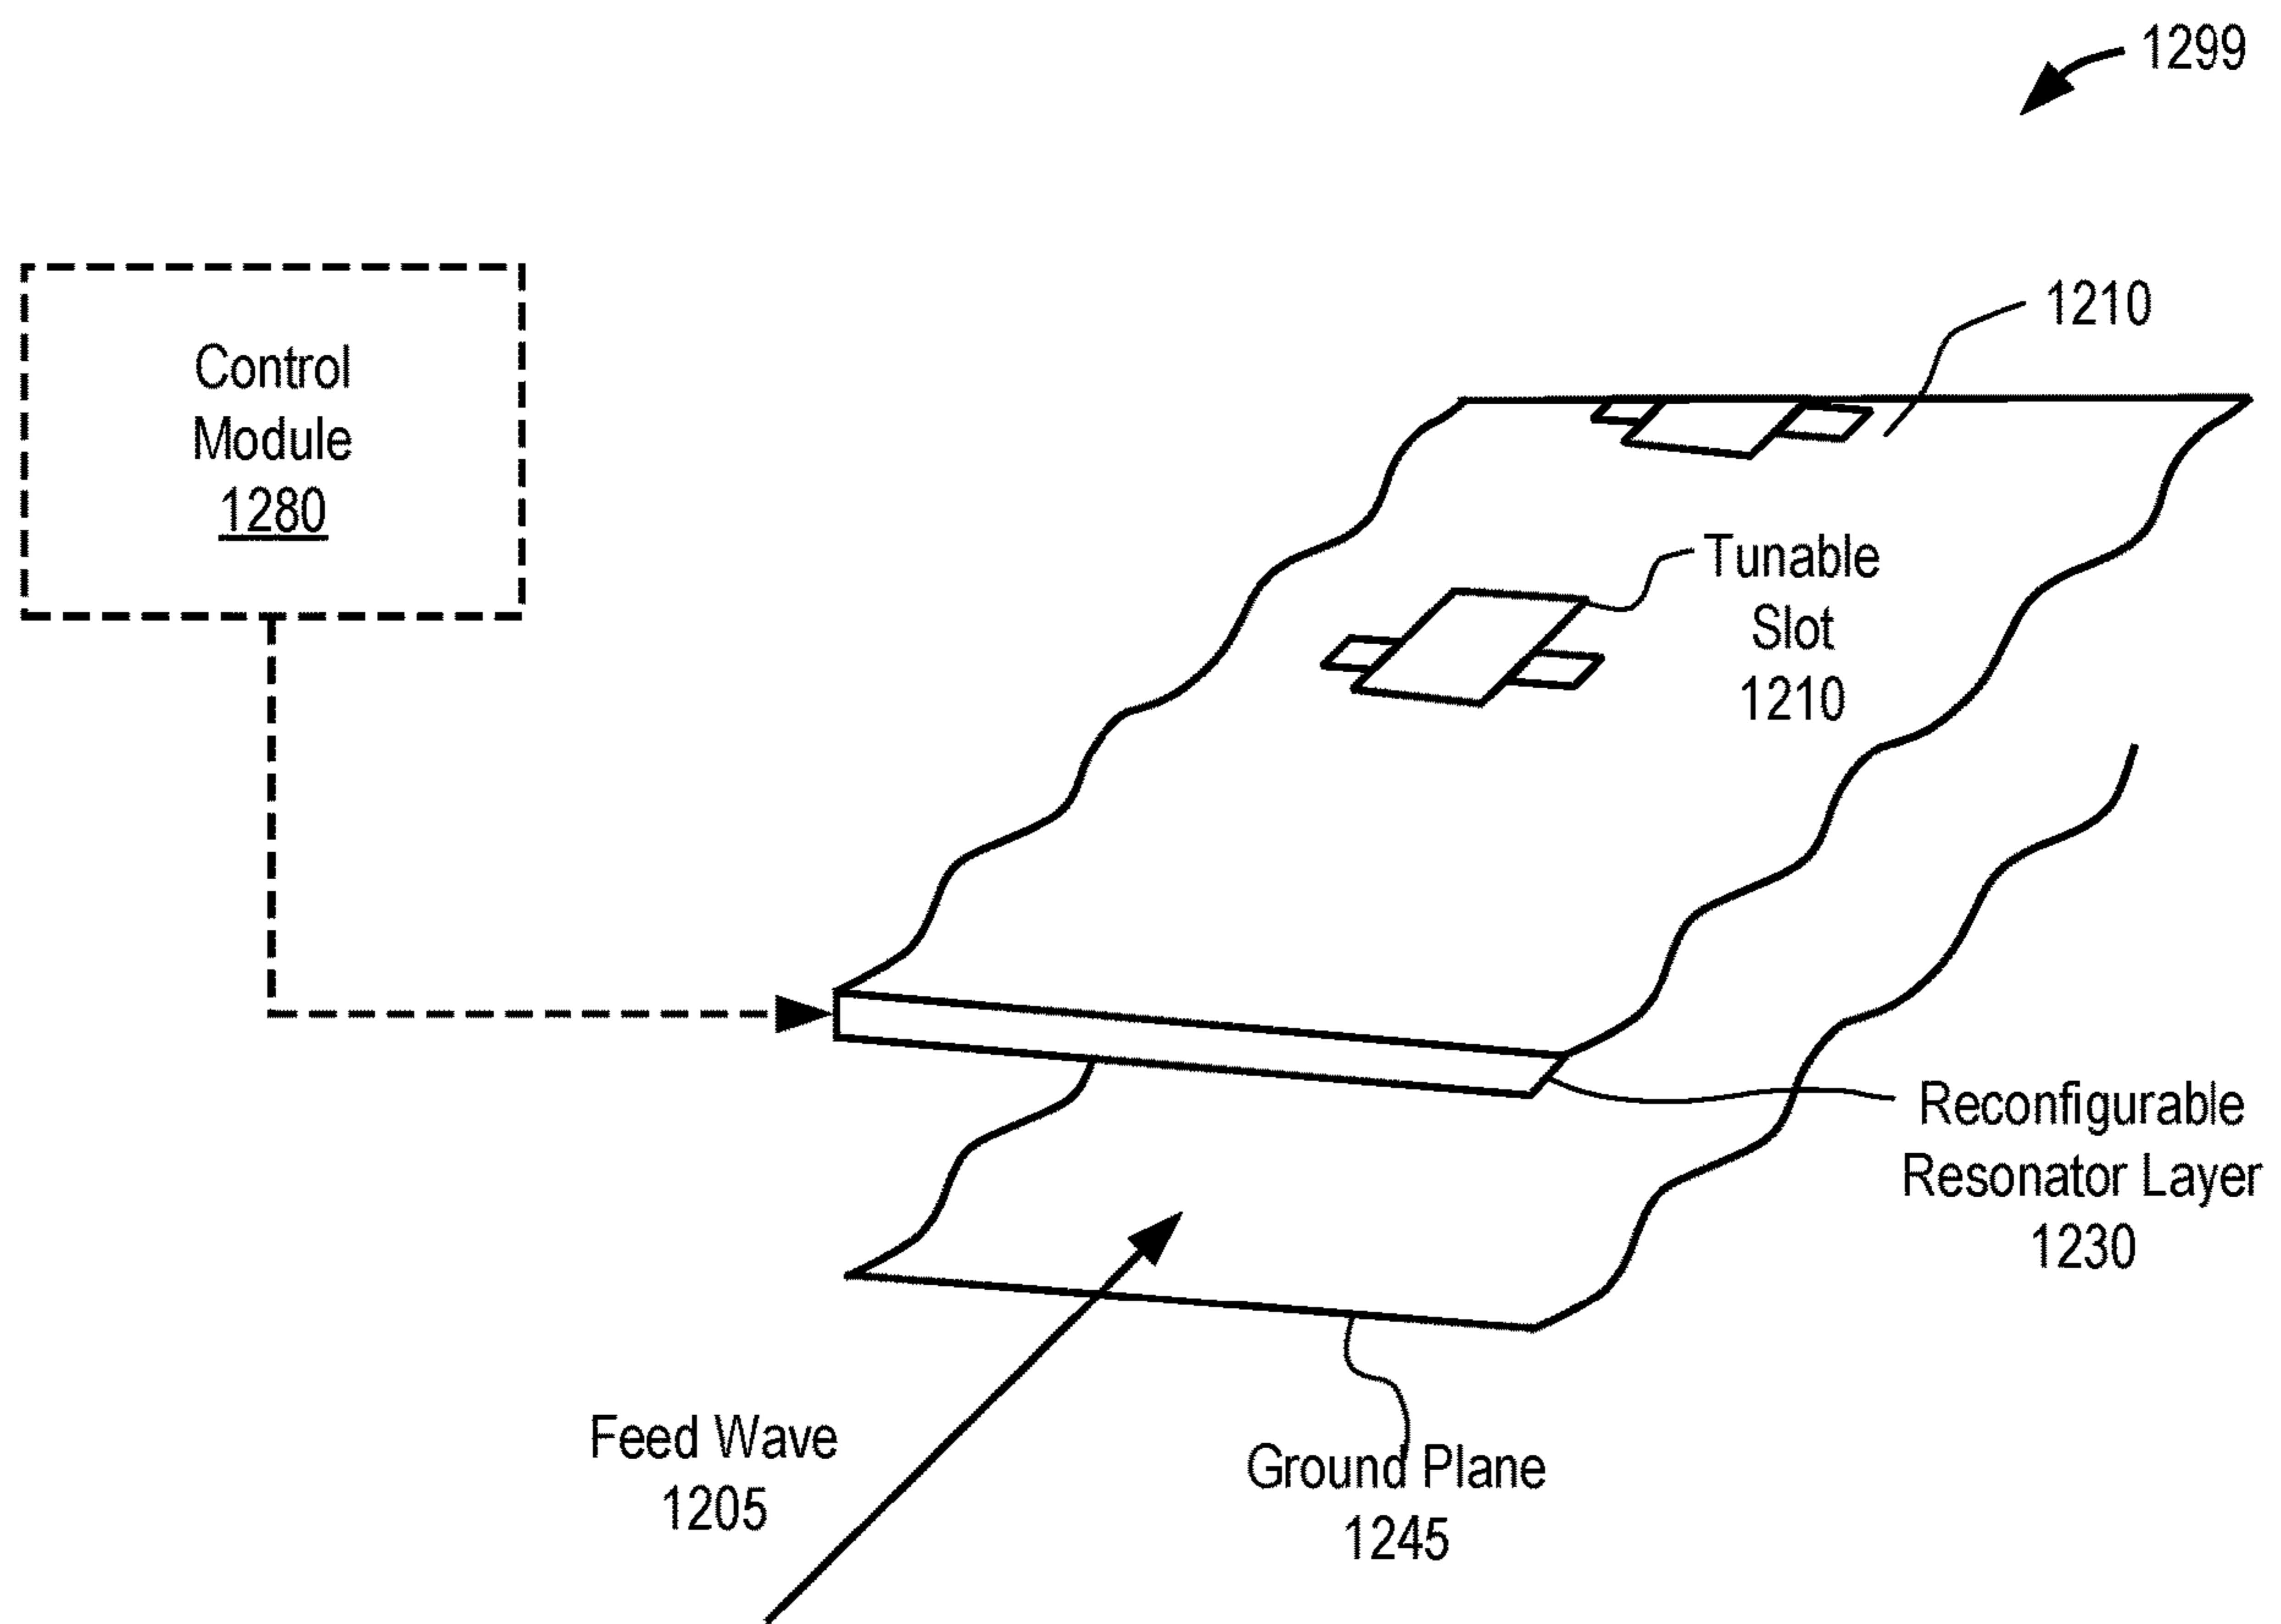 1299
1210
Control
Module
1280
Tunable
Slot
1210
Reconfigurable
Resonator Layer
1230
Feed Wave
1205
Ground Plane
1245